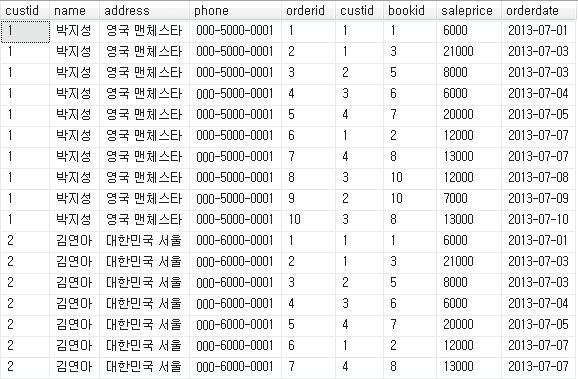 custid name address phone orderid custid bookid saleprice orderdate
1 박지성 영국 맨체스타 000-5000-0001 1 1 1 6000 2013-07-01
1 박지성 영국 맨체스타 000-5000-0001 2 1 3 21000 2013-07-03
1 박지성 영국 맨체스타 000-5000-0001 3 2 5 8000 2013-07-03
1 박지성 영국 맨체스타 000-5000-0001 4 3 6 6000 2013-07-04
1 박지성 영국 맨체스타 000-5000-0001 5 4 7 20000 2013-07-05
1 박지성 영국 맨체스타 000-5000-0001 6 1 2 12000 2013-07-07
1 박지성 영국 맨체스타 000-5000-0001 7 4 8 13000 2013-07-07
1 박지성 영국 맨체스타 000-5000-0001 8 3 10 12000 2013-07-08
1 박지성 영국 맨체스타 000-5000-0001 9 2 10 7000 2013-07-09
1 박지성 영국 맨체스타 000-5000-0001 10 3 8 13000 2013-07-10
2 김연아 대한민국 서울 000-6000-0001 1 1 1 6000 2013-07-01
2 김연아 대한민국 서울 000-6000-0001 2 1 3 21000 2013-07-03
2 김연아 대한민국 서울 000-6000-0001 3 2 5 8000 2013-07-03
2 김연아 대한민국 서울 000-6000-0001 4 3 6 6000 2013-07-04
2 김연아 대한민국 서울 000-6000-0001 5 4 7 20000 2013-07-05
2 김연아 대한민국 서울 000-6000-0001 6 1 2 12000 2013-07-07
2 김연아 대한민국 서울 000-6000-0001 7 4 8 13000 2013-07-07